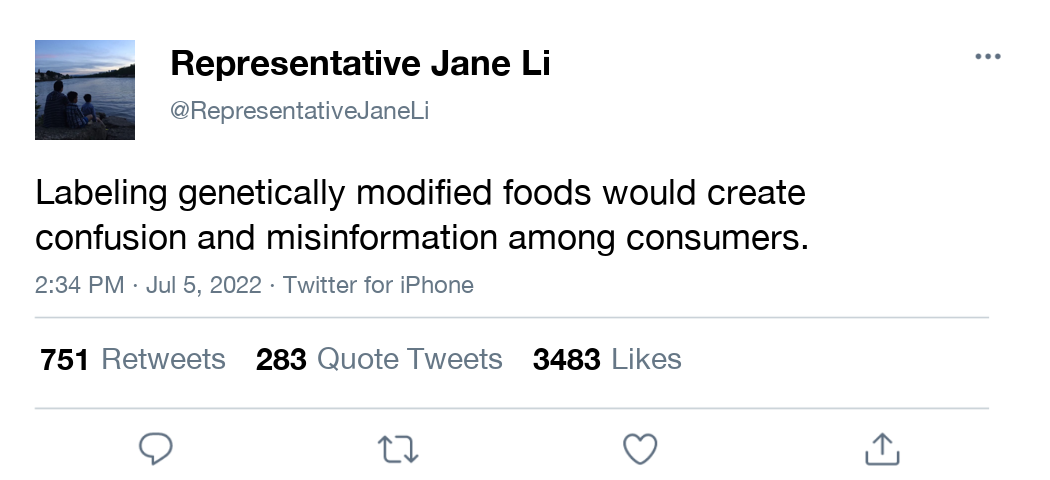 Representative Jane Li
@RepresentativeJaneLi
Labeling genetically modified foods would create
confusion and misinformation among consumers.
2:34 PM · Jul 5, 2022 · Twitter for iPhone
751 Retweets 283 Quote Tweets 3483 Likes